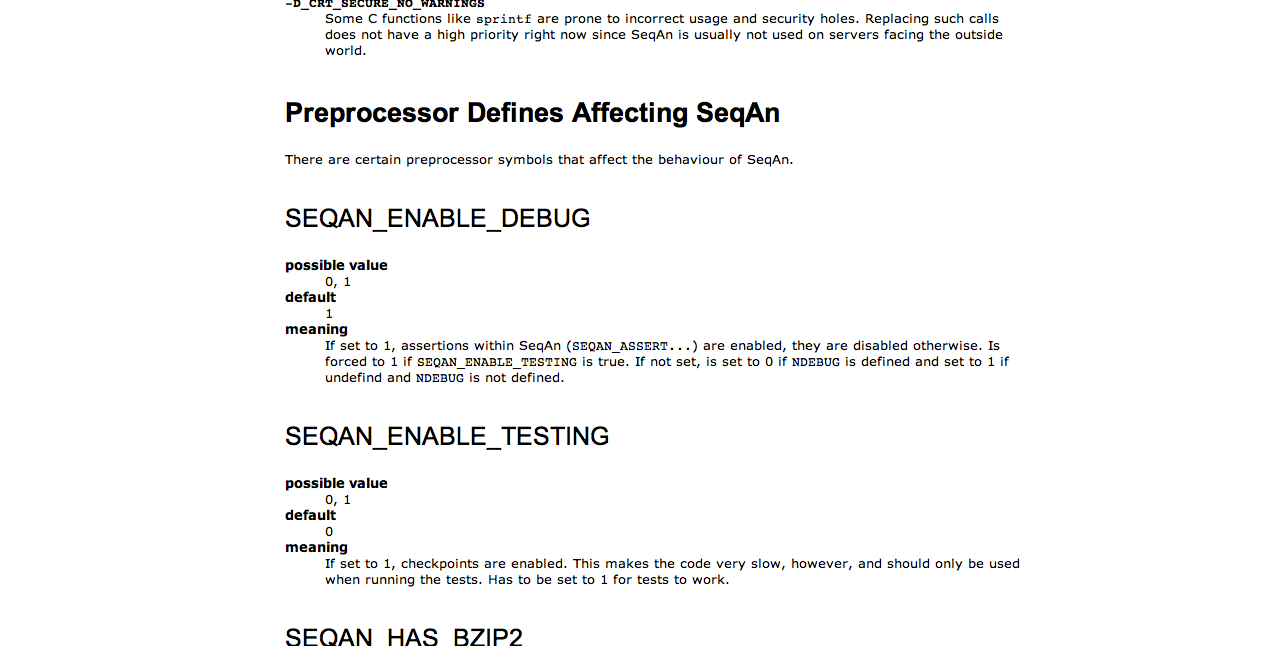 -D_CRT_SECURE_NO_WARNINGS
Some C functions like sprintf are prone to incorrect usage and security holes. Replacing such calls
does not have a high priority right now since SeqAn is usually not used on servers facing the outside
world.
Preprocessor Defines Affecting SeqAn
There are certain preprocessor symbols that affect the behaviour of SeqAn.
SEQAN_ENABLE_DEBUG
possible value
0, 1
default
1
meaning
If set to 1, assertions within SeqAn (SEQAN_ASSERT...) are enabled, they are disabled otherwise. Is
forced to 1 if SEQAN_ENABLE_TESTING is true. If not set, is set to 0 if NDEBUG is defined and set to 1 if
undefind and NDEBUG is not defined.
SEQAN_ENABLE_TESTING
possible value
0, 1
default
0
meaning
If set to 1, checkpoints are enabled. This makes the code very slow, however, and should only be used
when running the tests. Has to be set to 1 for tests to work.
SEQAN_HAS_BZIP2